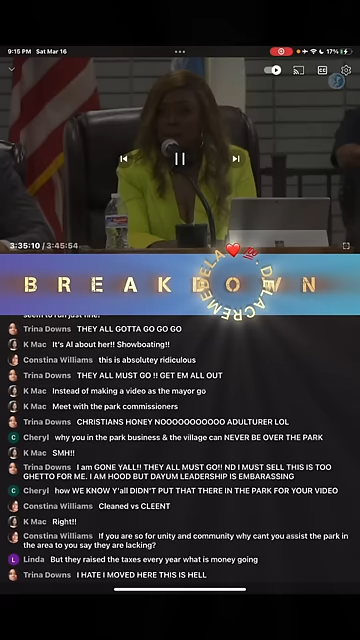 9:15 PM Sat Mar 16
17%
CC
3:35:10 / 3:45:54
BREAKDOWN
DELACREMEDELA DELACREME
seem to run just fine!
Trina Downs THEY ALL GOTTA GO GO GO
K Mac It's Al about her!! Showboating!!
Constina Williams this is absolutey ridiculous
Trina Downs THEY ALL MUST GO !! GET EM ALL OUT
K Mac Instead of making a video as the mayor go
K Mac Meet with the park commissioners
Trina Downs CHRISTIANS HONEY NOOOOOOOOOOO ADULTURER LOL
C Cheryl why you in the park business & the village can NEVER BE OVER THE PARK
K Mac SMH!!
Trina Downs I am GONE YALL!! THEY ALL MUST GO!! ND I MUST SELL THIS IS TOO
GHETTO FOR ME. I AM HOOD BUT DAYUM LEADERSHIP IS EMBARASSING
C Cheryl how WE KNOW Y'all DIDN'T PUT THAT THERE IN THE PARK FOR YOUR VIDEO
Constina Williams Cleaned vs CLEENT
K Mac Right!!
Constina Williams If you are so for unity and community why cant you assist the park in
the area to you say they are lacking?
L Linda But they raised the taxes every year what is money going
Trina Downs I HATE I MOVED HERE THIS IS HELL